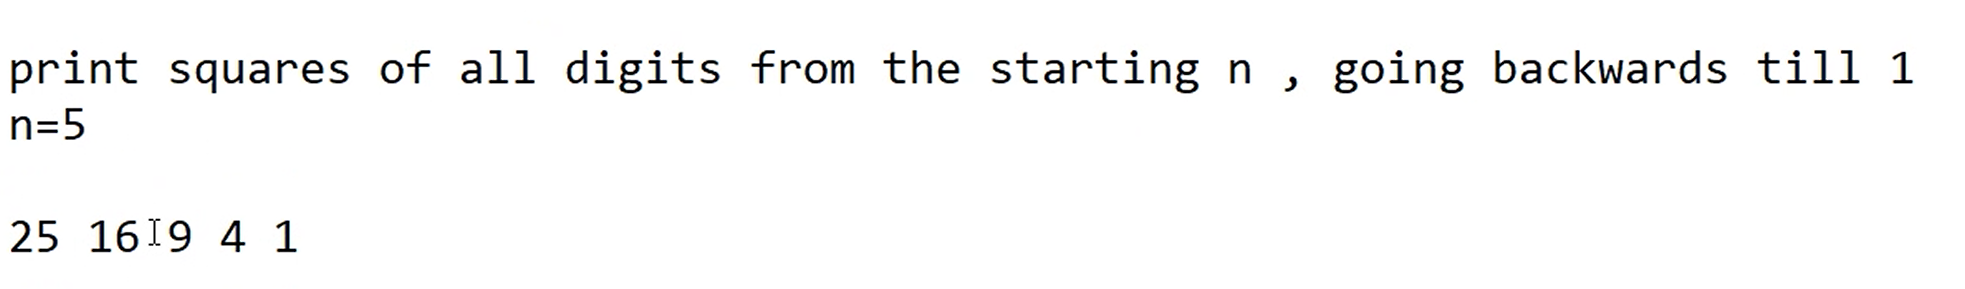 print squares of all digits from the starting n , going backwards till 1
n=5
25 16 9 4 1